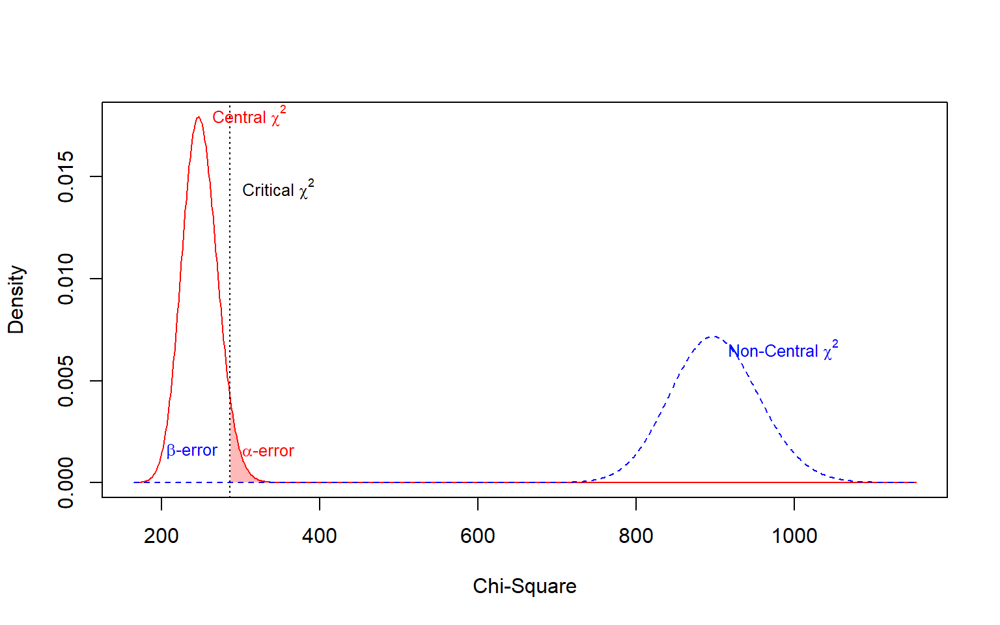 Central χ²
Critical χ²
Non-Central χ²
β-error
α-error
Density
0.000
0.005
0.010
0.015
200
400
600
800
1000
Chi-Square